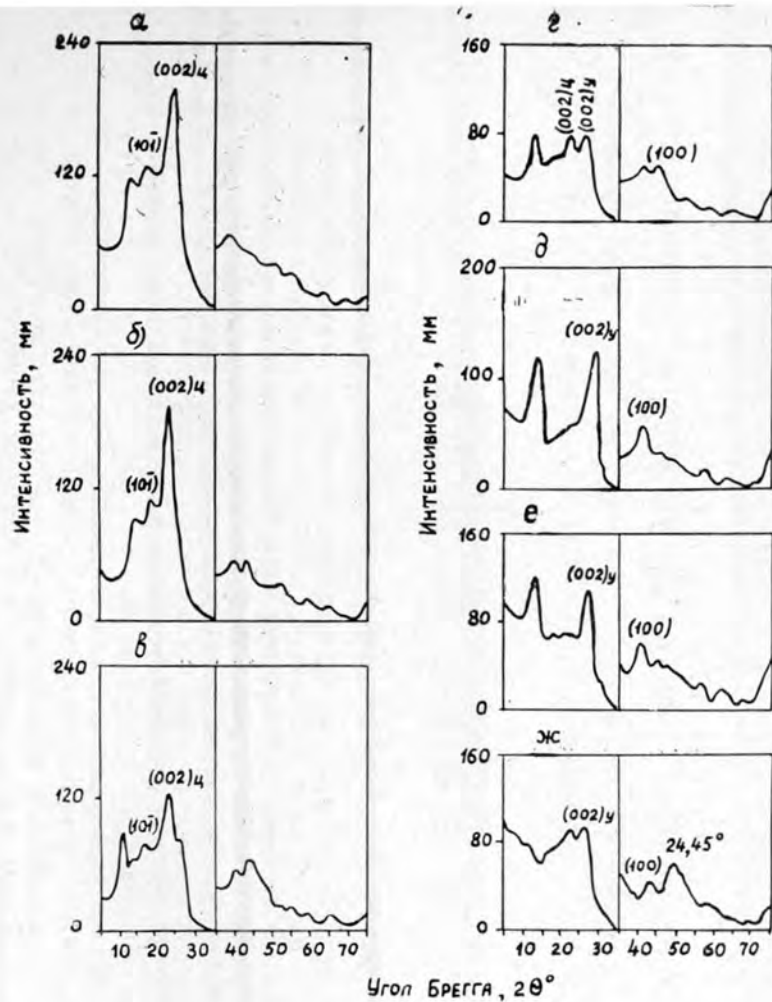 а
240
(002)ц
(101̄)
120
0
б)
240
(002)ц
(101̄)
120
0
в
240
(002)ц
(101̄)
120
0
10 20 30 40 50 60 70
Интенсивность, мм
г
160
(002)ц (002)у
80
(100)
0
д
200
(002)у
100
(100)
0
е
160
(002)у
80
(100)
0
ж
160
(002)у
80
24,45°
(100)
0
10 20 30 40 50 60 70
Интенсивность, мм
Угол Брегга, 2θ°